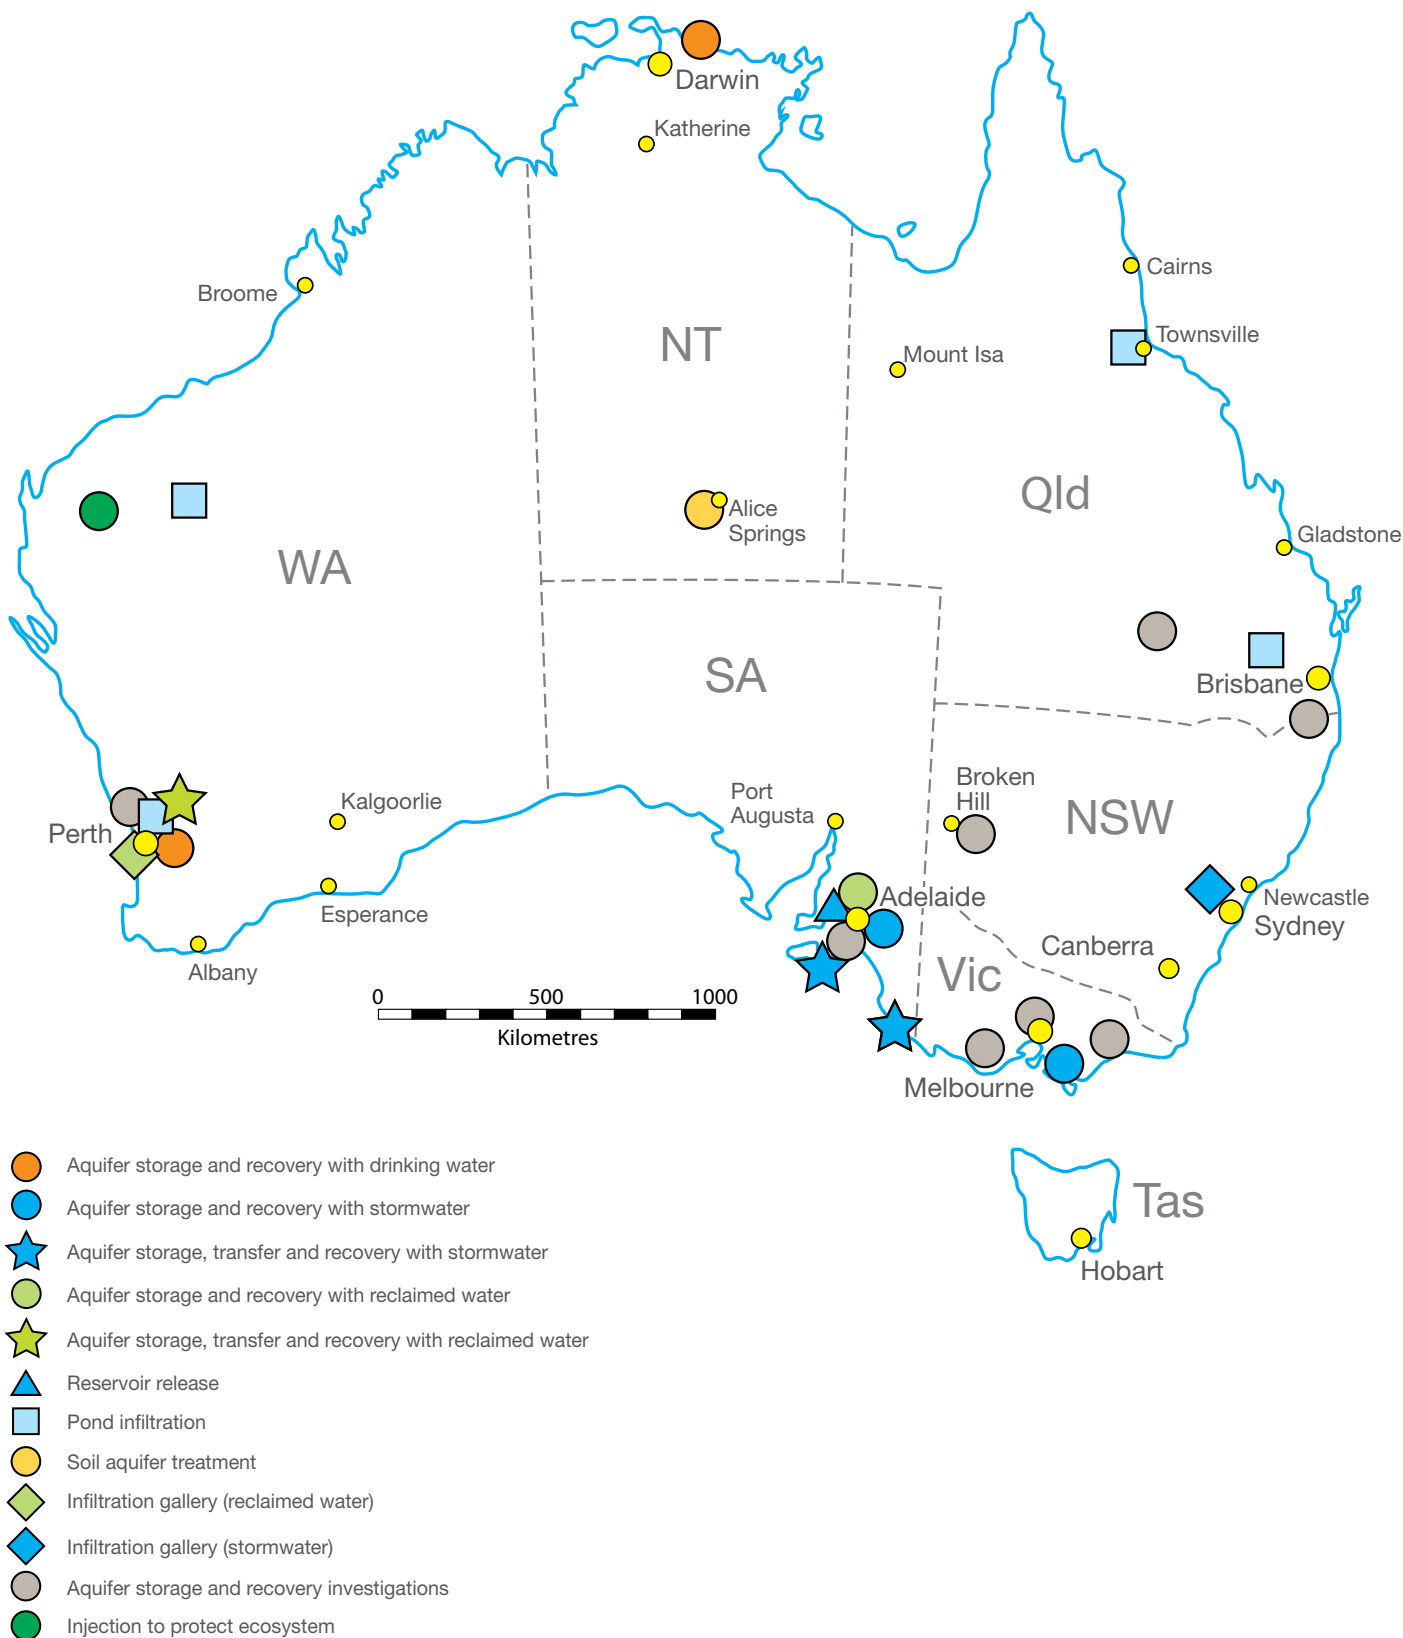 Darwin
Katherine
Broome
Cairns
Townsville
NT
Mount Isa
Qld
Alice
Springs
Gladstone
WA
SA
Brisbane
Broken
Hill
Port
Augusta
NSW
Kalgoorlie
Perth
Adelaide
Newcastle
Sydney
Esperance
Canberra
Albany
Vic
0 500 1000
Kilometres
Melbourne
Tas
Hobart
Aquifer storage and recovery with drinking water
Aquifer storage and recovery with stormwater
Aquifer storage, transfer and recovery with stormwater
Aquifer storage and recovery with reclaimed water
Aquifer storage, transfer and recovery with reclaimed water
Reservoir release
Pond infiltration
Soil aquifer treatment
Infiltration gallery (reclaimed water)
Infiltration gallery (stormwater)
Aquifer storage and recovery investigations
Injection to protect ecosystem